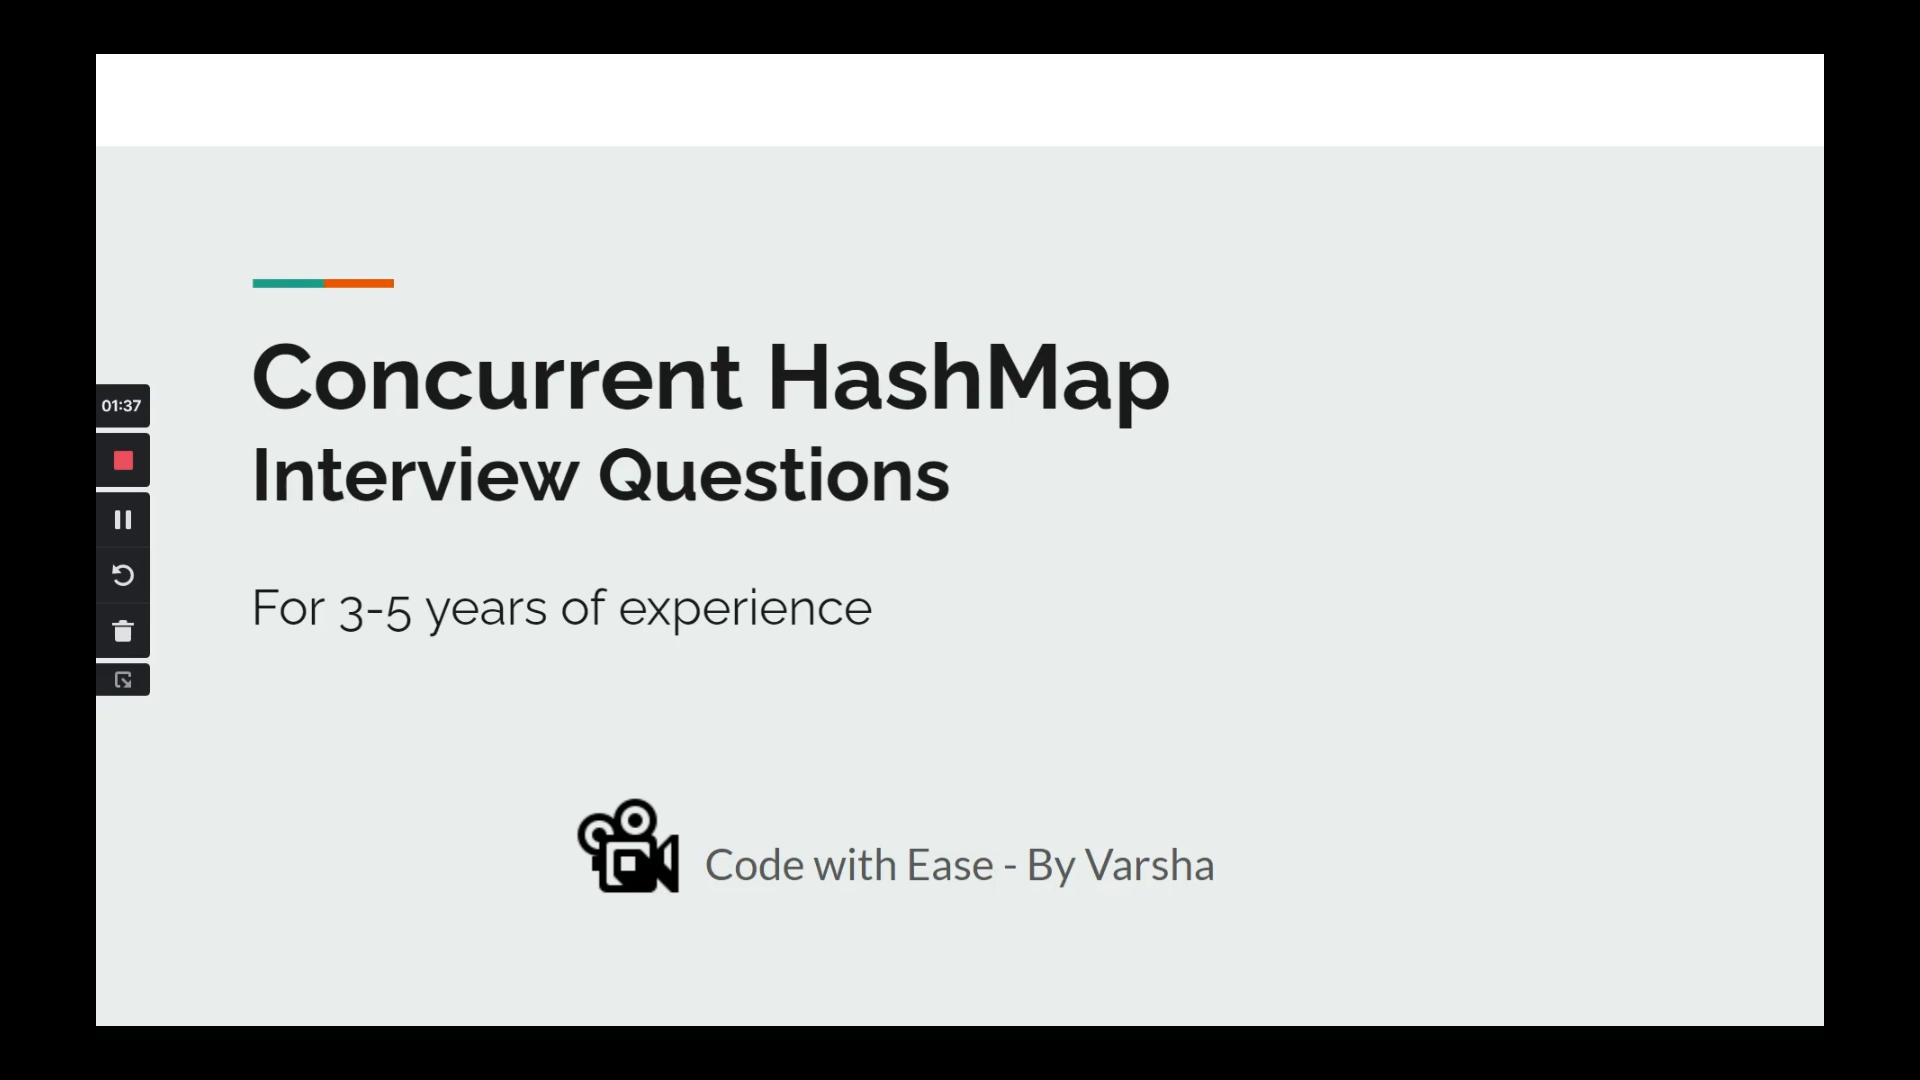 Concurrent HashMap
Interview Questions
For 3-5 years of experience
01:37
Code with Ease - By Varsha